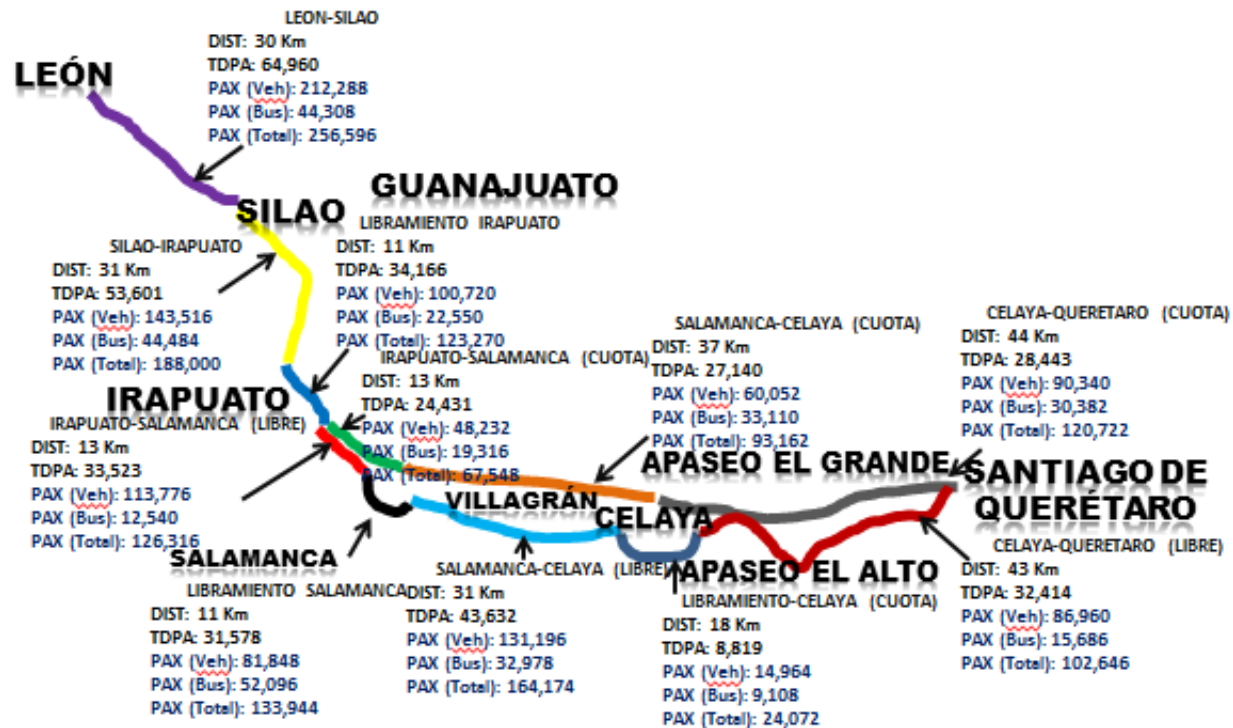 LEON-SILAO
DIST: 30 Km
TDPA: 64,960
PAX (Veh): 212,288
PAX (Bus): 44,308
PAX (Total): 256,596
LEÓN
GUANAJUATO
SILAO
LIBRAMIENTO IRAPUATO
DIST: 11 Km
TDPA: 34,166
PAX (Veh): 100,720
PAX (Bus): 22,550
PAX (Total): 123,270
SILAO-IRAPUATO
DIST: 31 Km
TDPA: 53,601
PAX (Veh): 143,516
PAX (Bus): 44,484
PAX (Total): 188,000
SALAMANCA-CELAYA (CUOTA)
DIST: 37 Km
TDPA: 27,140
PAX (Veh): 60,052
PAX (Bus): 33,110
PAX (Total): 93,162
CELAYA-QUERETARO (CUOTA)
DIST: 44 Km
TDPA: 28,443
PAX (Veh): 90,340
PAX (Bus): 30,382
PAX (Total): 120,722
IRAPUATO-SALAMANCA (CUOTA)
DIST: 13 Km
TDPA: 24,431
PAX (Veh): 48,232
PAX (Bus): 19,316
PAX (Total): 67,548
IRAPUATO
IRAPUATO-SALAMANCA (LIBRE)
DIST: 13 Km
TDPA: 33,523
PAX (Veh): 113,776
PAX (Bus): 12,540
PAX (Total): 126,316
APASEO EL GRANDE
SANTIAGO DE
QUERÉTARO
VILLAGRÁN
CELAYA
SALAMANCA
APASEO EL ALTO
LIBRAMIENTO SALAMANCA
DIST: 11 Km
TDPA: 31,578
PAX (Veh): 81,848
PAX (Bus): 52,096
PAX (Total): 133,944
SALAMANCA-CELAYA (LIBRE)
DIST: 31 Km
TDPA: 43,632
PAX (Veh): 131,196
PAX (Bus): 32,978
PAX (Total): 164,174
LIBRAMIENTO-CELAYA (CUOTA)
DIST: 18 Km
TDPA: 8,819
PAX (Veh): 14,964
PAX (Bus): 9,108
PAX (Total): 24,072
CELAYA-QUERETARO (LIBRE)
DIST: 43 Km
TDPA: 32,414
PAX (Veh): 86,960
PAX (Bus): 15,686
PAX (Total): 102,646